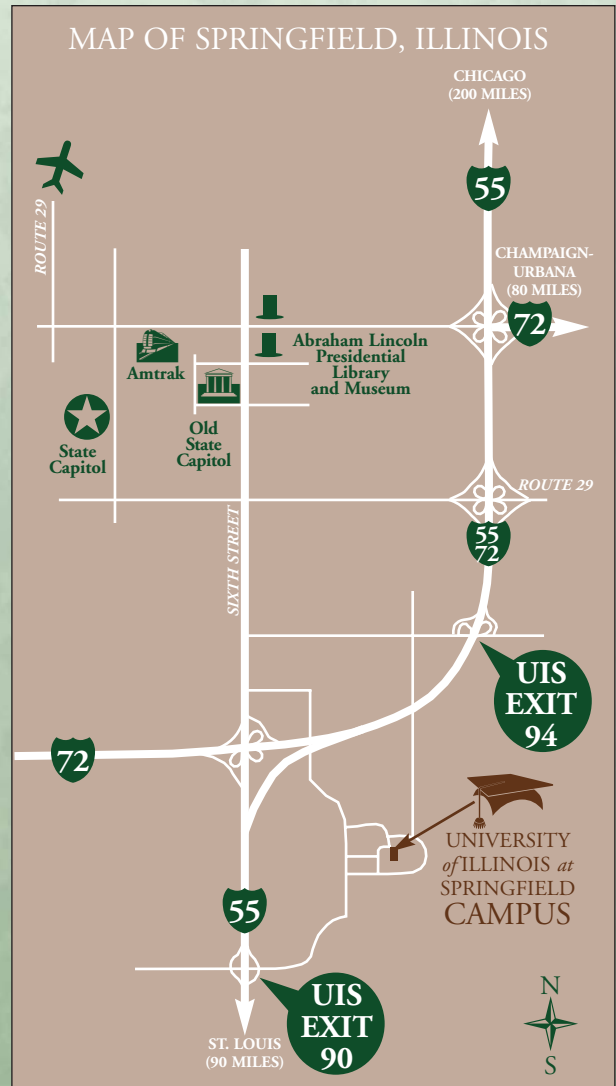 MAP OF SPRINGFIELD, ILLINOIS
CHICAGO
(200 MILES)
55
ROUTE 29
CHAMPAIGN-
URBANA
(80 MILES)
72
Abraham Lincoln
Presidential
Library
and Museum
Amtrak
State
Capitol
Old
State
Capitol
ROUTE 29
55
72
SIXTH STREET
UIS
EXIT
94
72
UNIVERSITY
of ILLINOIS at
SPRINGFIELD
CAMPUS
55
UIS
EXIT
90
ST. LOUIS
(90 MILES)
N
S